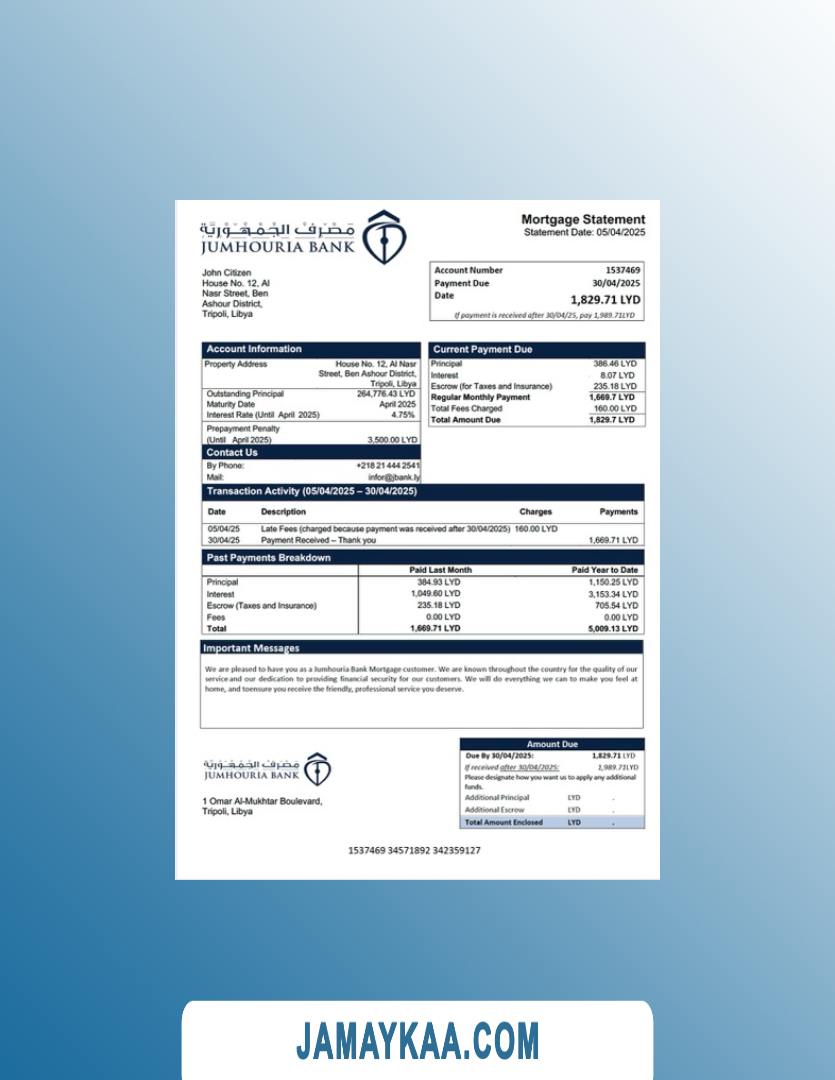 مصرف الجمهورية
JUMHOURIA BANK
Mortgage Statement
Statement Date: 05/04/2025
John Citizen
House No. 12, Al
Nasr Street, Ben
Ashour District,
Tripoli, Libya
Account Number 1537469
Payment Due 30/04/2025
Date 1,829.71 LYD
If payment is received after 30/04/25, pay 1,989.71LYD
Account Information
Property Address House No. 12, Al Nasr
Street, Ben Ashour District,
Tripoli, Libya
Outstanding Principal 264,776.43 LYD
Maturity Date April 2025
Interest Rate (Until April 2025) 4.75%
Prepayment Penalty
(Until April 2025) 3,500.00 LYD
Current Payment Due
Principal 386.46 LYD
Interest 8.07 LYD
Escrow (for Taxes and Insurance) 235.18 LYD
Regular Monthly Payment 1,669.7 LYD
Total Fees Charged 160.00 LYD
Total Amount Due 1,829.7 LYD
Contact Us
By Phone: +218 21 444 2541
Mail: infor@jbank.ly
Transaction Activity (05/04/2025 – 30/04/2025)
Date Description Charges Payments
05/04/25 Late Fees (charged because payment was received after 30/04/2025) 160.00 LYD
30/04/25 Payment Received – Thank you 1,669.71 LYD
Past Payments Breakdown
Paid Last Month Paid Year to Date
Principal 384.93 LYD 1,150.25 LYD
Interest 1,049.60 LYD 3,153.34 LYD
Escrow (Taxes and Insurance) 235.18 LYD 705.54 LYD
Fees 0.00 LYD 0.00 LYD
Total 1,669.71 LYD 5,009.13 LYD
Important Messages
We are pleased to have you as a Jumhouria Bank Mortgage customer. We are known throughout the country for the quality of our
service and our dedication to providing financial security for our customers. We will do everything we can to make you feel at
home, and toensure you receive the friendly, professional service you deserve.
مصرف الجمهورية
JUMHOURIA BANK
1 Omar Al-Mukhtar Boulevard,
Tripoli, Libya
Amount Due
Due By 30/04/2025: 1,829.71 LYD
If received after 30/04/2025: 1,989.71LYD
Please designate how you want us to apply any additional
funds.
Additional Principal LYD .
Additional Escrow LYD .
Total Amount Enclosed LYD .
1537469 34571892 342359127
JAMAYKAA.COM